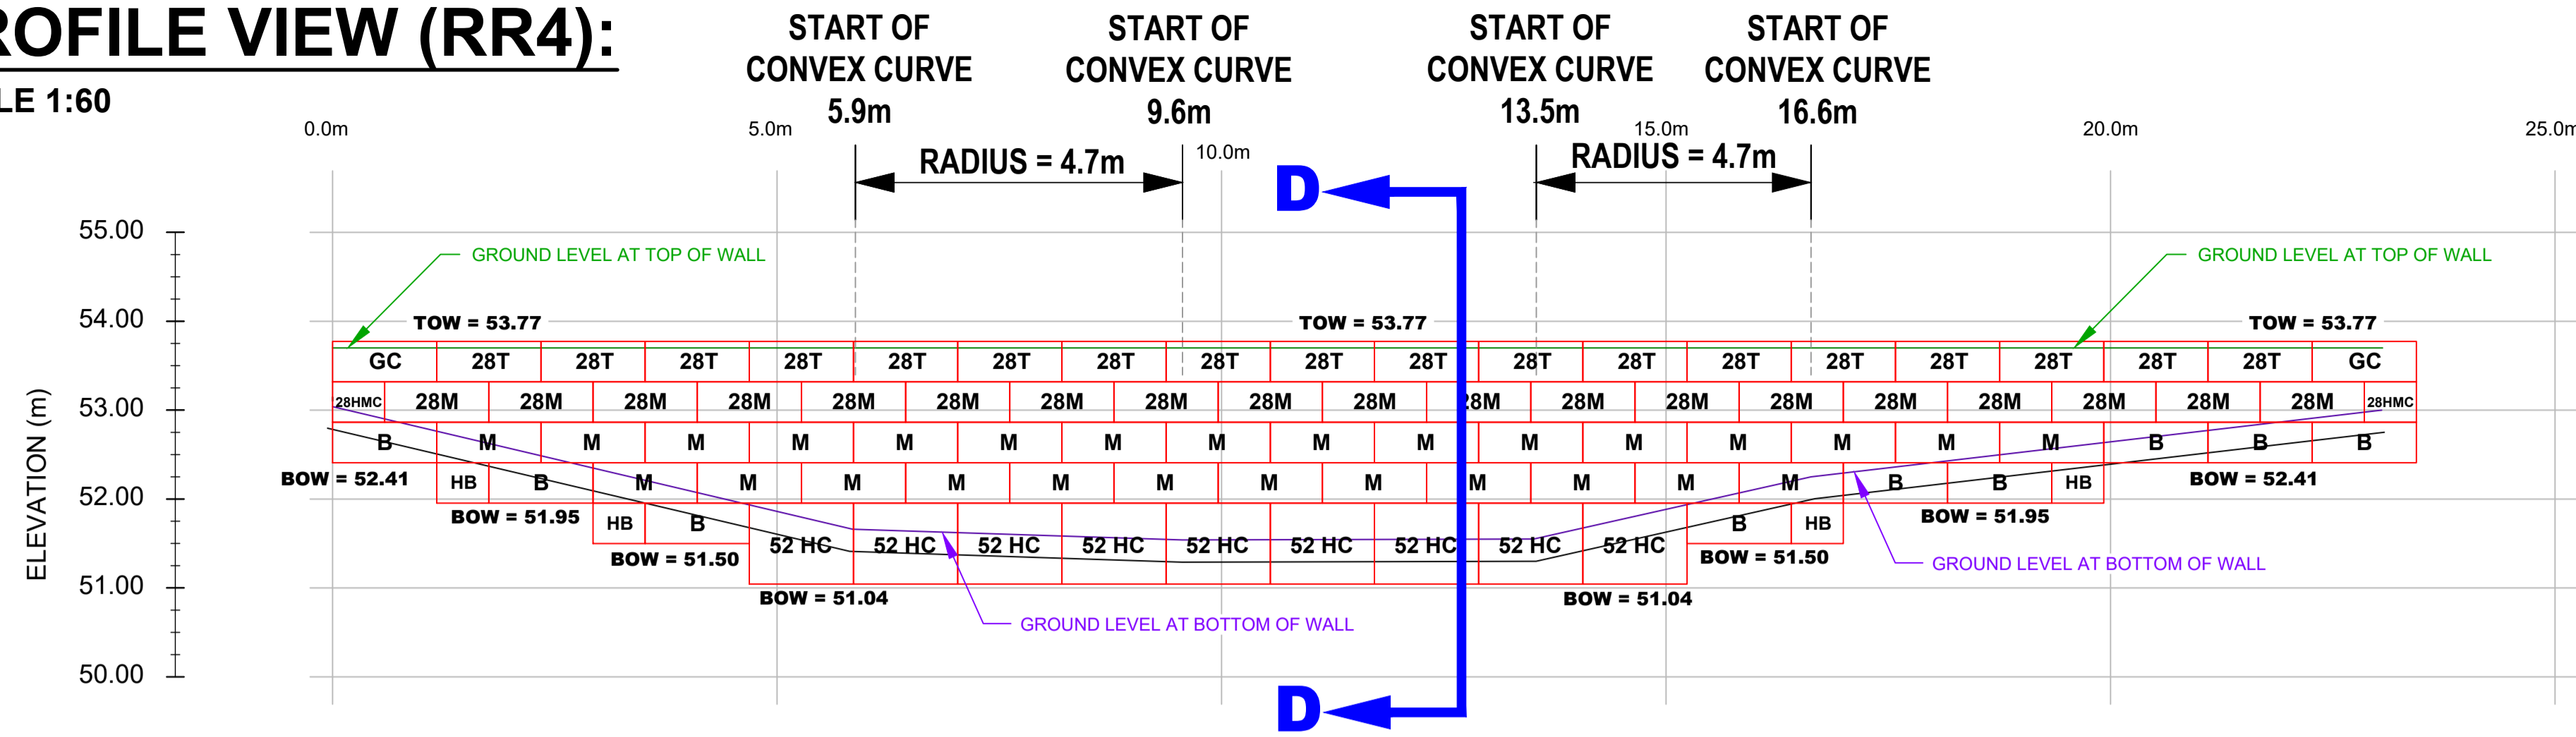 ROFILE VIEW (RR4):
LE 1:60
START OF
CONVEX CURVE
5.9m
START OF
CONVEX CURVE
9.6m
START OF
CONVEX CURVE
13.5m
START OF
CONVEX CURVE
16.6m
0.0m 5.0m 10.0m 15.0m 20.0m 25.0m
RADIUS = 4.7m RADIUS = 4.7m
D
ELEVATION (m)
55.00
GROUND LEVEL AT TOP OF WALL GROUND LEVEL AT TOP OF WALL
54.00
TOW = 53.77 TOW = 53.77 TOW = 53.77
GC 28T 28T 28T 28T 28T 28T 28T 28T 28T 28T 28T 28T 28T 28T 28T 28T 28T 28T GC
53.00
28HMC 28M 28M 28M 28M 28M 28M 28M 28M 28M 28M 28M 28M 28M 28M 28M 28M 28M 28M 28M 28HMC
B M M M M M M M M M M M M M M M M B B B
BOW = 52.41 HB B M M M M M M M M M M M M B B HB BOW = 52.41
52.00
BOW = 51.95 HB B B HB BOW = 51.95
52 HC 52 HC 52 HC 52 HC 52 HC 52 HC 52 HC 52 HC 52 HC
BOW = 51.50 BOW = 51.50
GROUND LEVEL AT BOTTOM OF WALL
51.00
BOW = 51.04 BOW = 51.04
GROUND LEVEL AT BOTTOM OF WALL
50.00
D